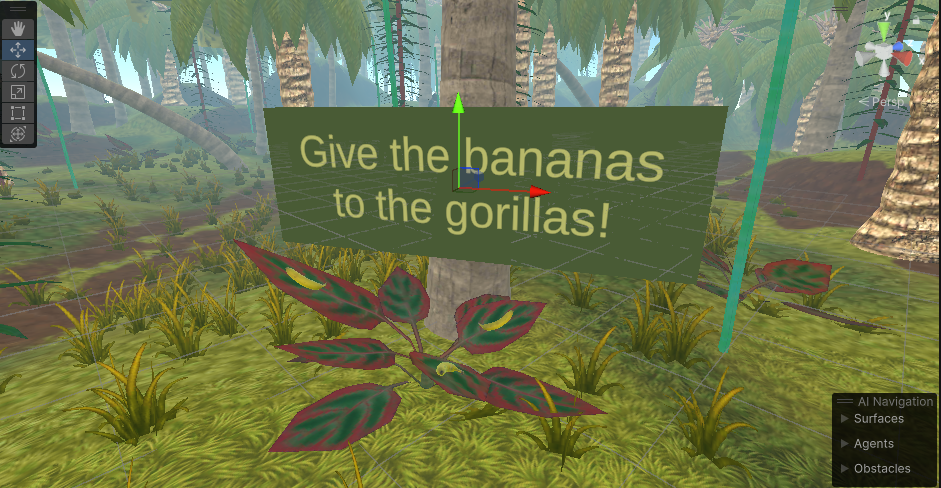 Give the bananas
to the gorillas!
y
Persp
AI Navigation
Surfaces
Agents
Obstacles